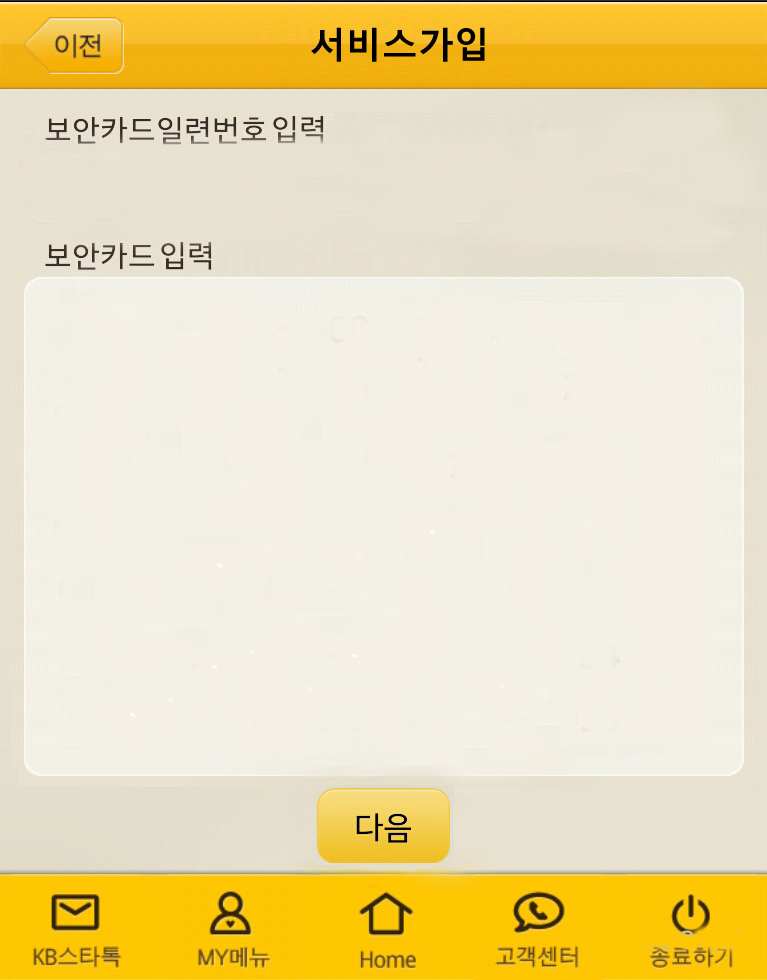 이전
서비스가입
보안카드일련번호 입력
보안카드 입력
다음
KB스타톡
MY메뉴
Home
고객센터
종료하기